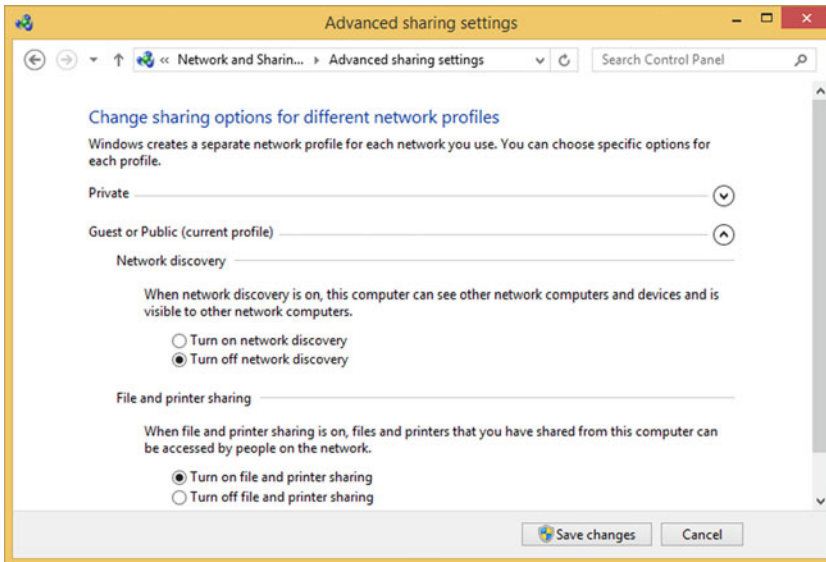 Advanced sharing settings
« Network and Sharin... Advanced sharing settings
Search Control Panel
Change sharing options for different network profiles
Windows creates a separate network profile for each network you use. You can choose specific options for
each profile.
Private
Guest or Public (current profile)
Network discovery
When network discovery is on, this computer can see other network computers and devices and is
visible to other network computers.
Turn on network discovery
Turn off network discovery
File and printer sharing
When file and printer sharing is on, files and printers that you have shared from this computer can
be accessed by people on the network.
Turn on file and printer sharing
Turn off file and printer sharing
Save changes
Cancel